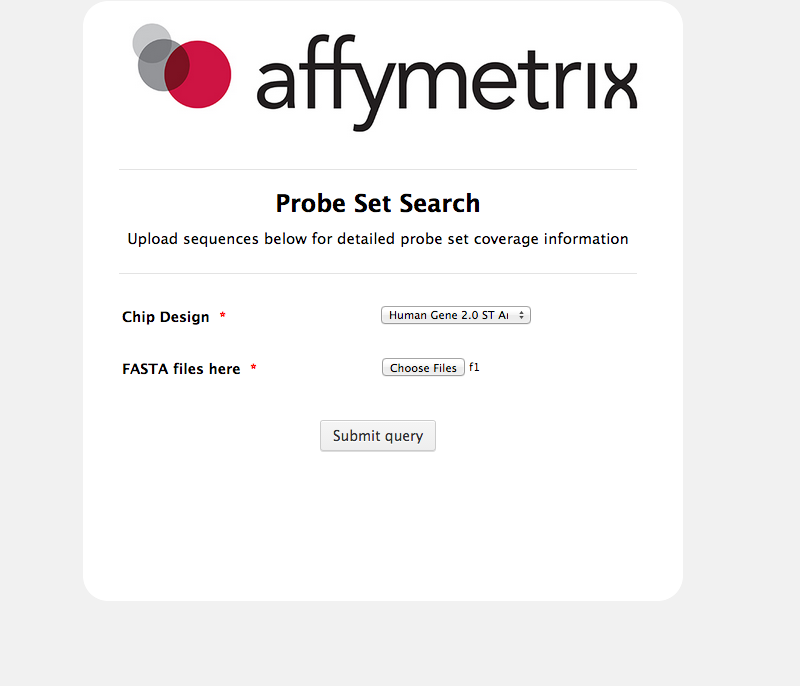 affymetrix
Probe Set Search
Upload sequences below for detailed probe set coverage information
Chip Design *
Human Gene 2.0 ST
FASTA files here *
Choose Files f1
Submit query